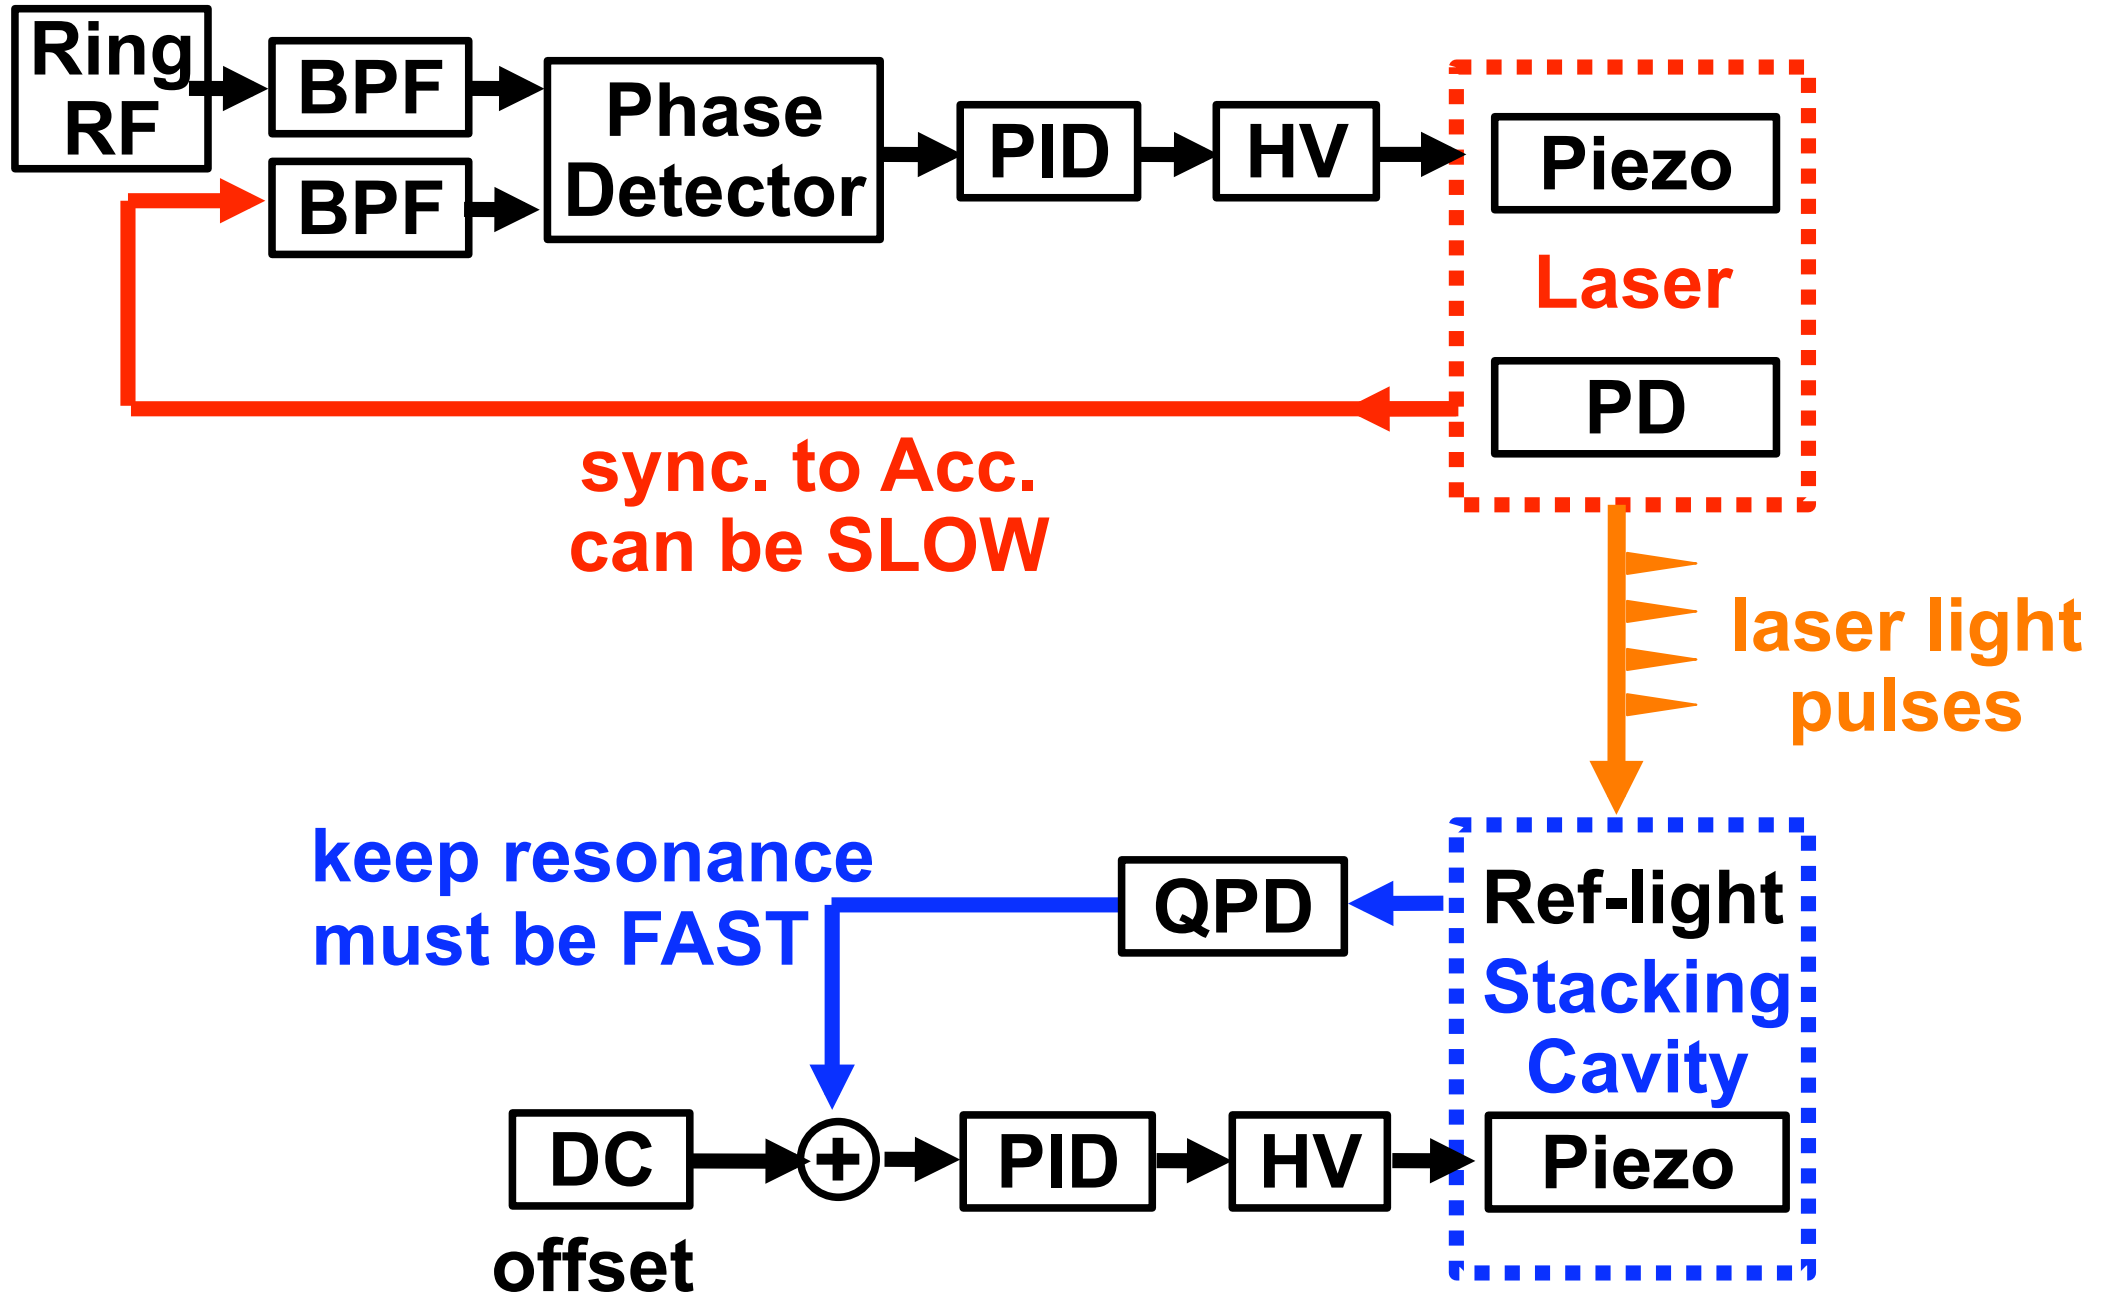 Ring
RF
BPF
BPF
Phase
Detector
PID
HV
Piezo
Laser
PD
sync. to Acc.
can be SLOW
laser light
pulses
keep resonance
must be FAST
QPD
Ref-light
Stacking
Cavity
DC
+
PID
HV
Piezo
offset